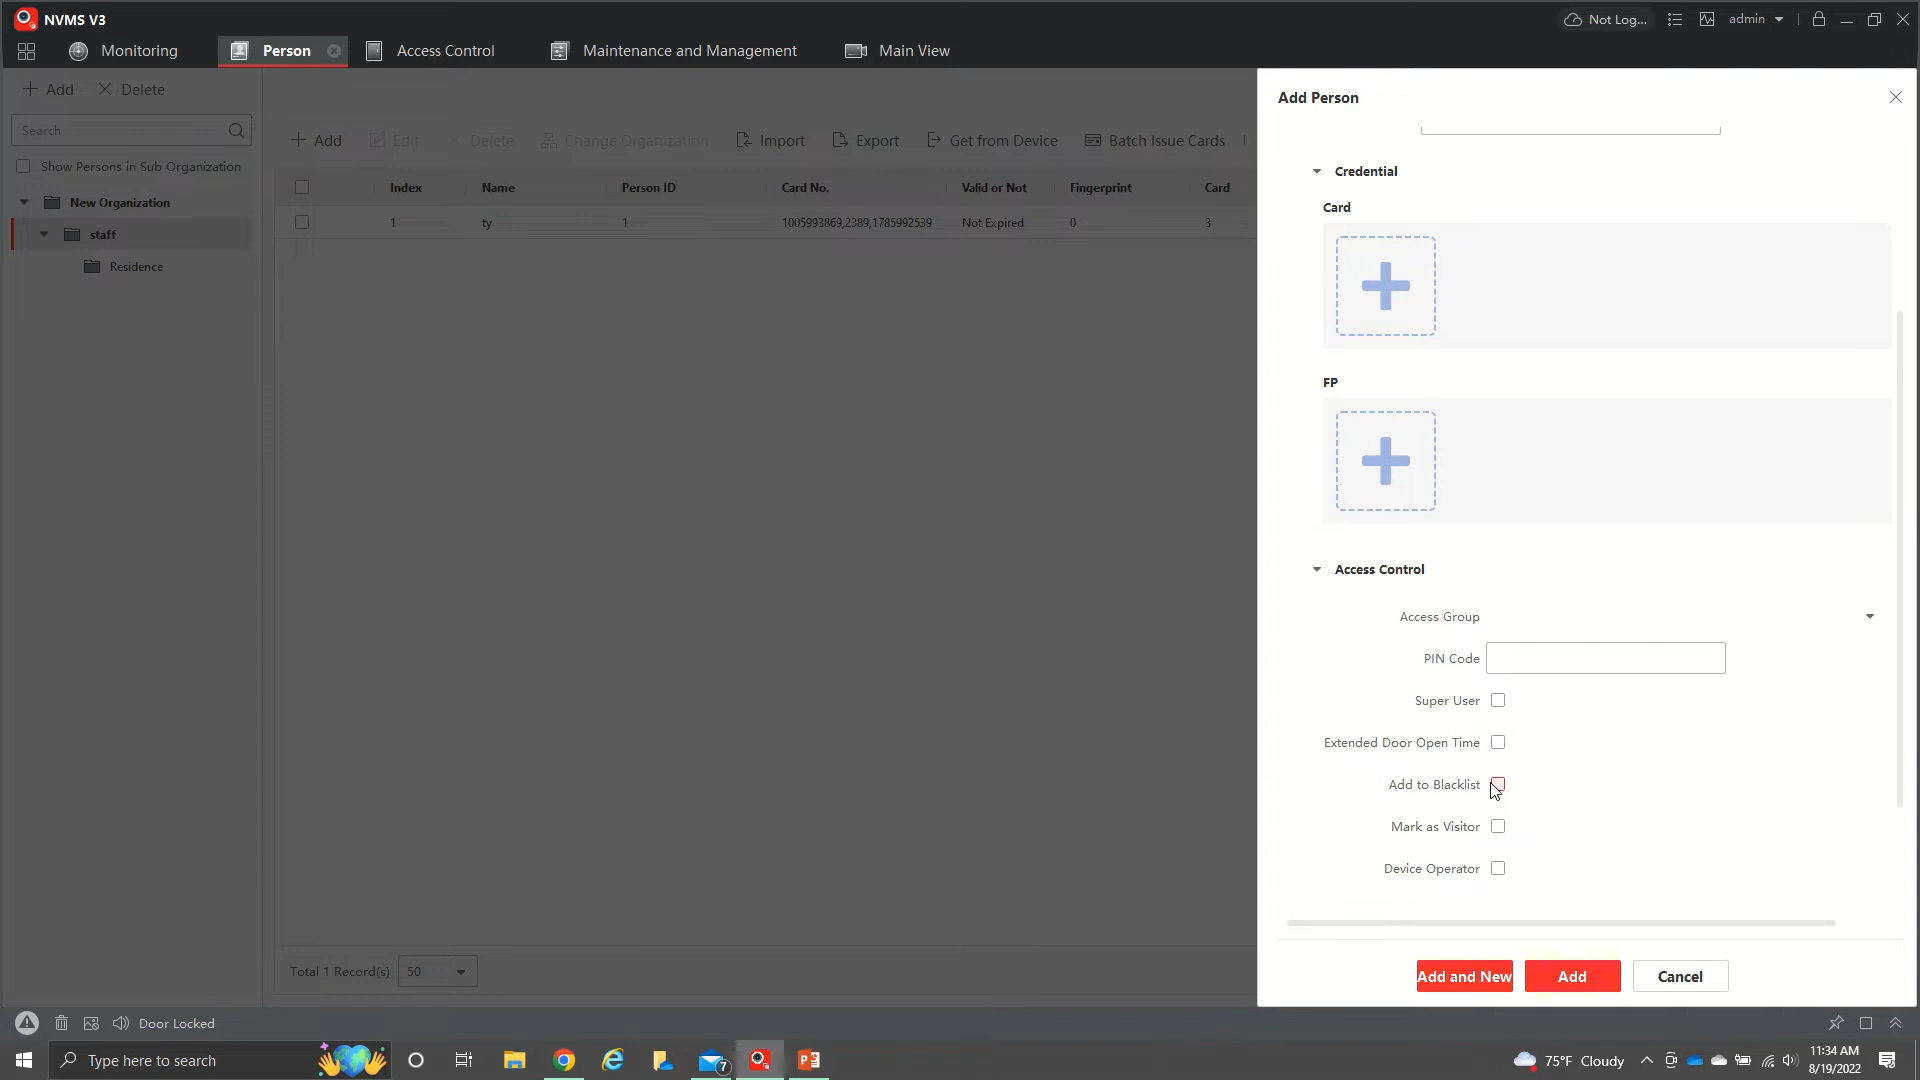 NVMS V3
Not Log...
admin
Monitoring
Person
Access Control
Maintenance and Management
Main View
Add
Delete
Search
Show Persons in Sub Organization
New Organization
staff
Residence
Add
Edit
Delete
Change Organization
Import
Export
Get from Device
Batch Issue Cards
Index
Name
Person ID
Card No.
Valid or Not
Fingerprint
Card
1
ty
1
1005993869,2389,1785992539
Not Expired
0
3
Total 1 Record(s)
50
Add Person
Credential
Card
FP
Access Control
Access Group
PIN Code
Super User
Extended Door Open Time
Add to Blacklist
Mark as Visitor
Device Operator
Add and New
Add
Cancel
Door Locked
Type here to search
7
75°F Cloudy
11:34 AM
8/19/2022